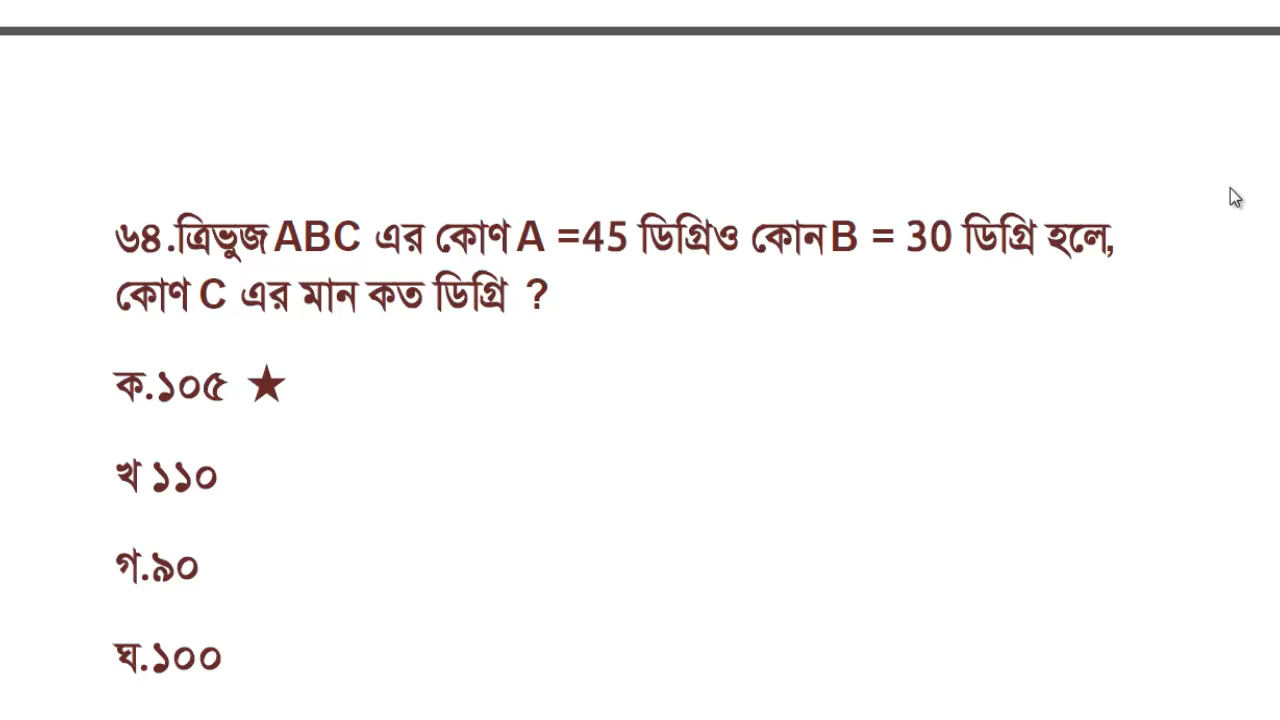 ৬৪.ত্রিভুজ ABC এর কোণ A =45 ডিগ্রিও কোন B = 30 ডিগ্রি হলে,
কোণ C এর মান কত ডিগ্রি ?
ক.১০৫ ★
খ ১১০
গ.৯০
ঘ.১০০